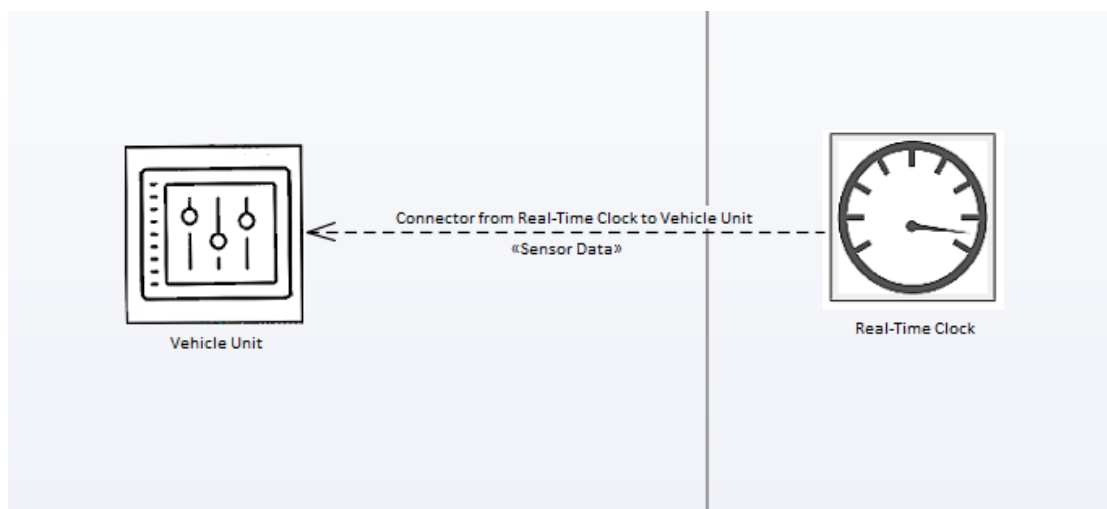 Connector from Real-Time Clock to Vehicle Unit
«Sensor Data»
Vehicle Unit
Real-Time Clock